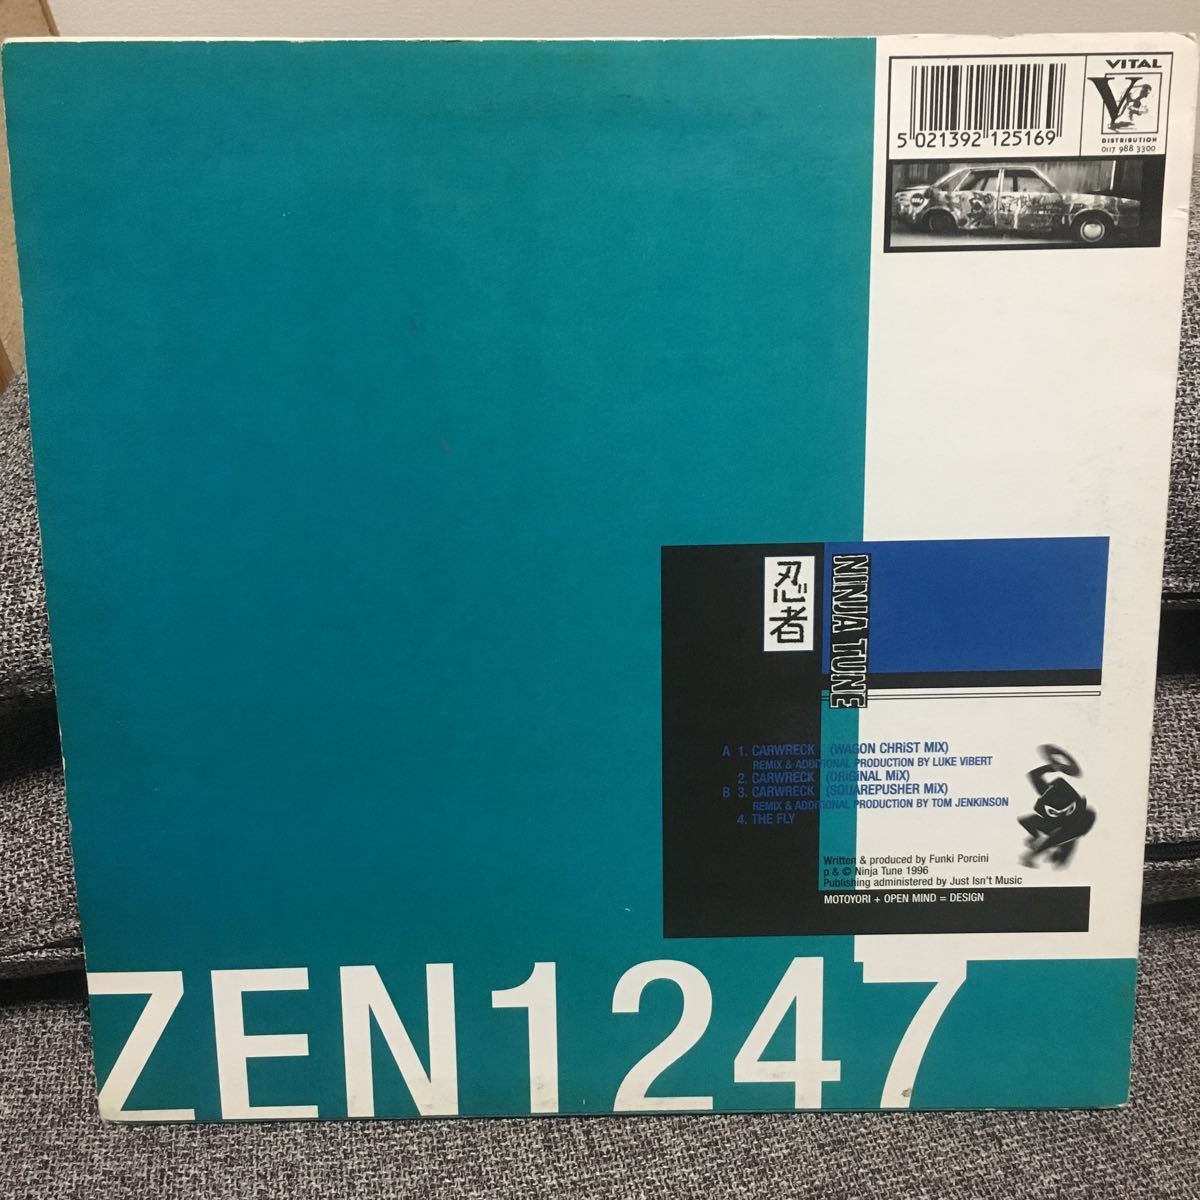 VITAL
V
DISTRIBUTION
0117 988 3300
5 021392 125169
忍者
NINJA TUNE
A 1. CARWRECK (WAGON CHRiST MIX)
REMIX & ADDITIONAL PRODUCTiON BY LUKE ViBERT
2. CARWRECK (ORiGiNAL MiX)
B 3. CARWRECK (SQUAREPUSHER MiX)
REMIX & ADDITIONAL PRODUCTiON BY TOM JENKiNSON
4. THE FLY
Written & produced by Funki Porcini
p & © Ninja Tune 1996
Publishing administered by Just Isn't Music
MOTOYORI + OPEN MIND = DESIGN
ZEN1247